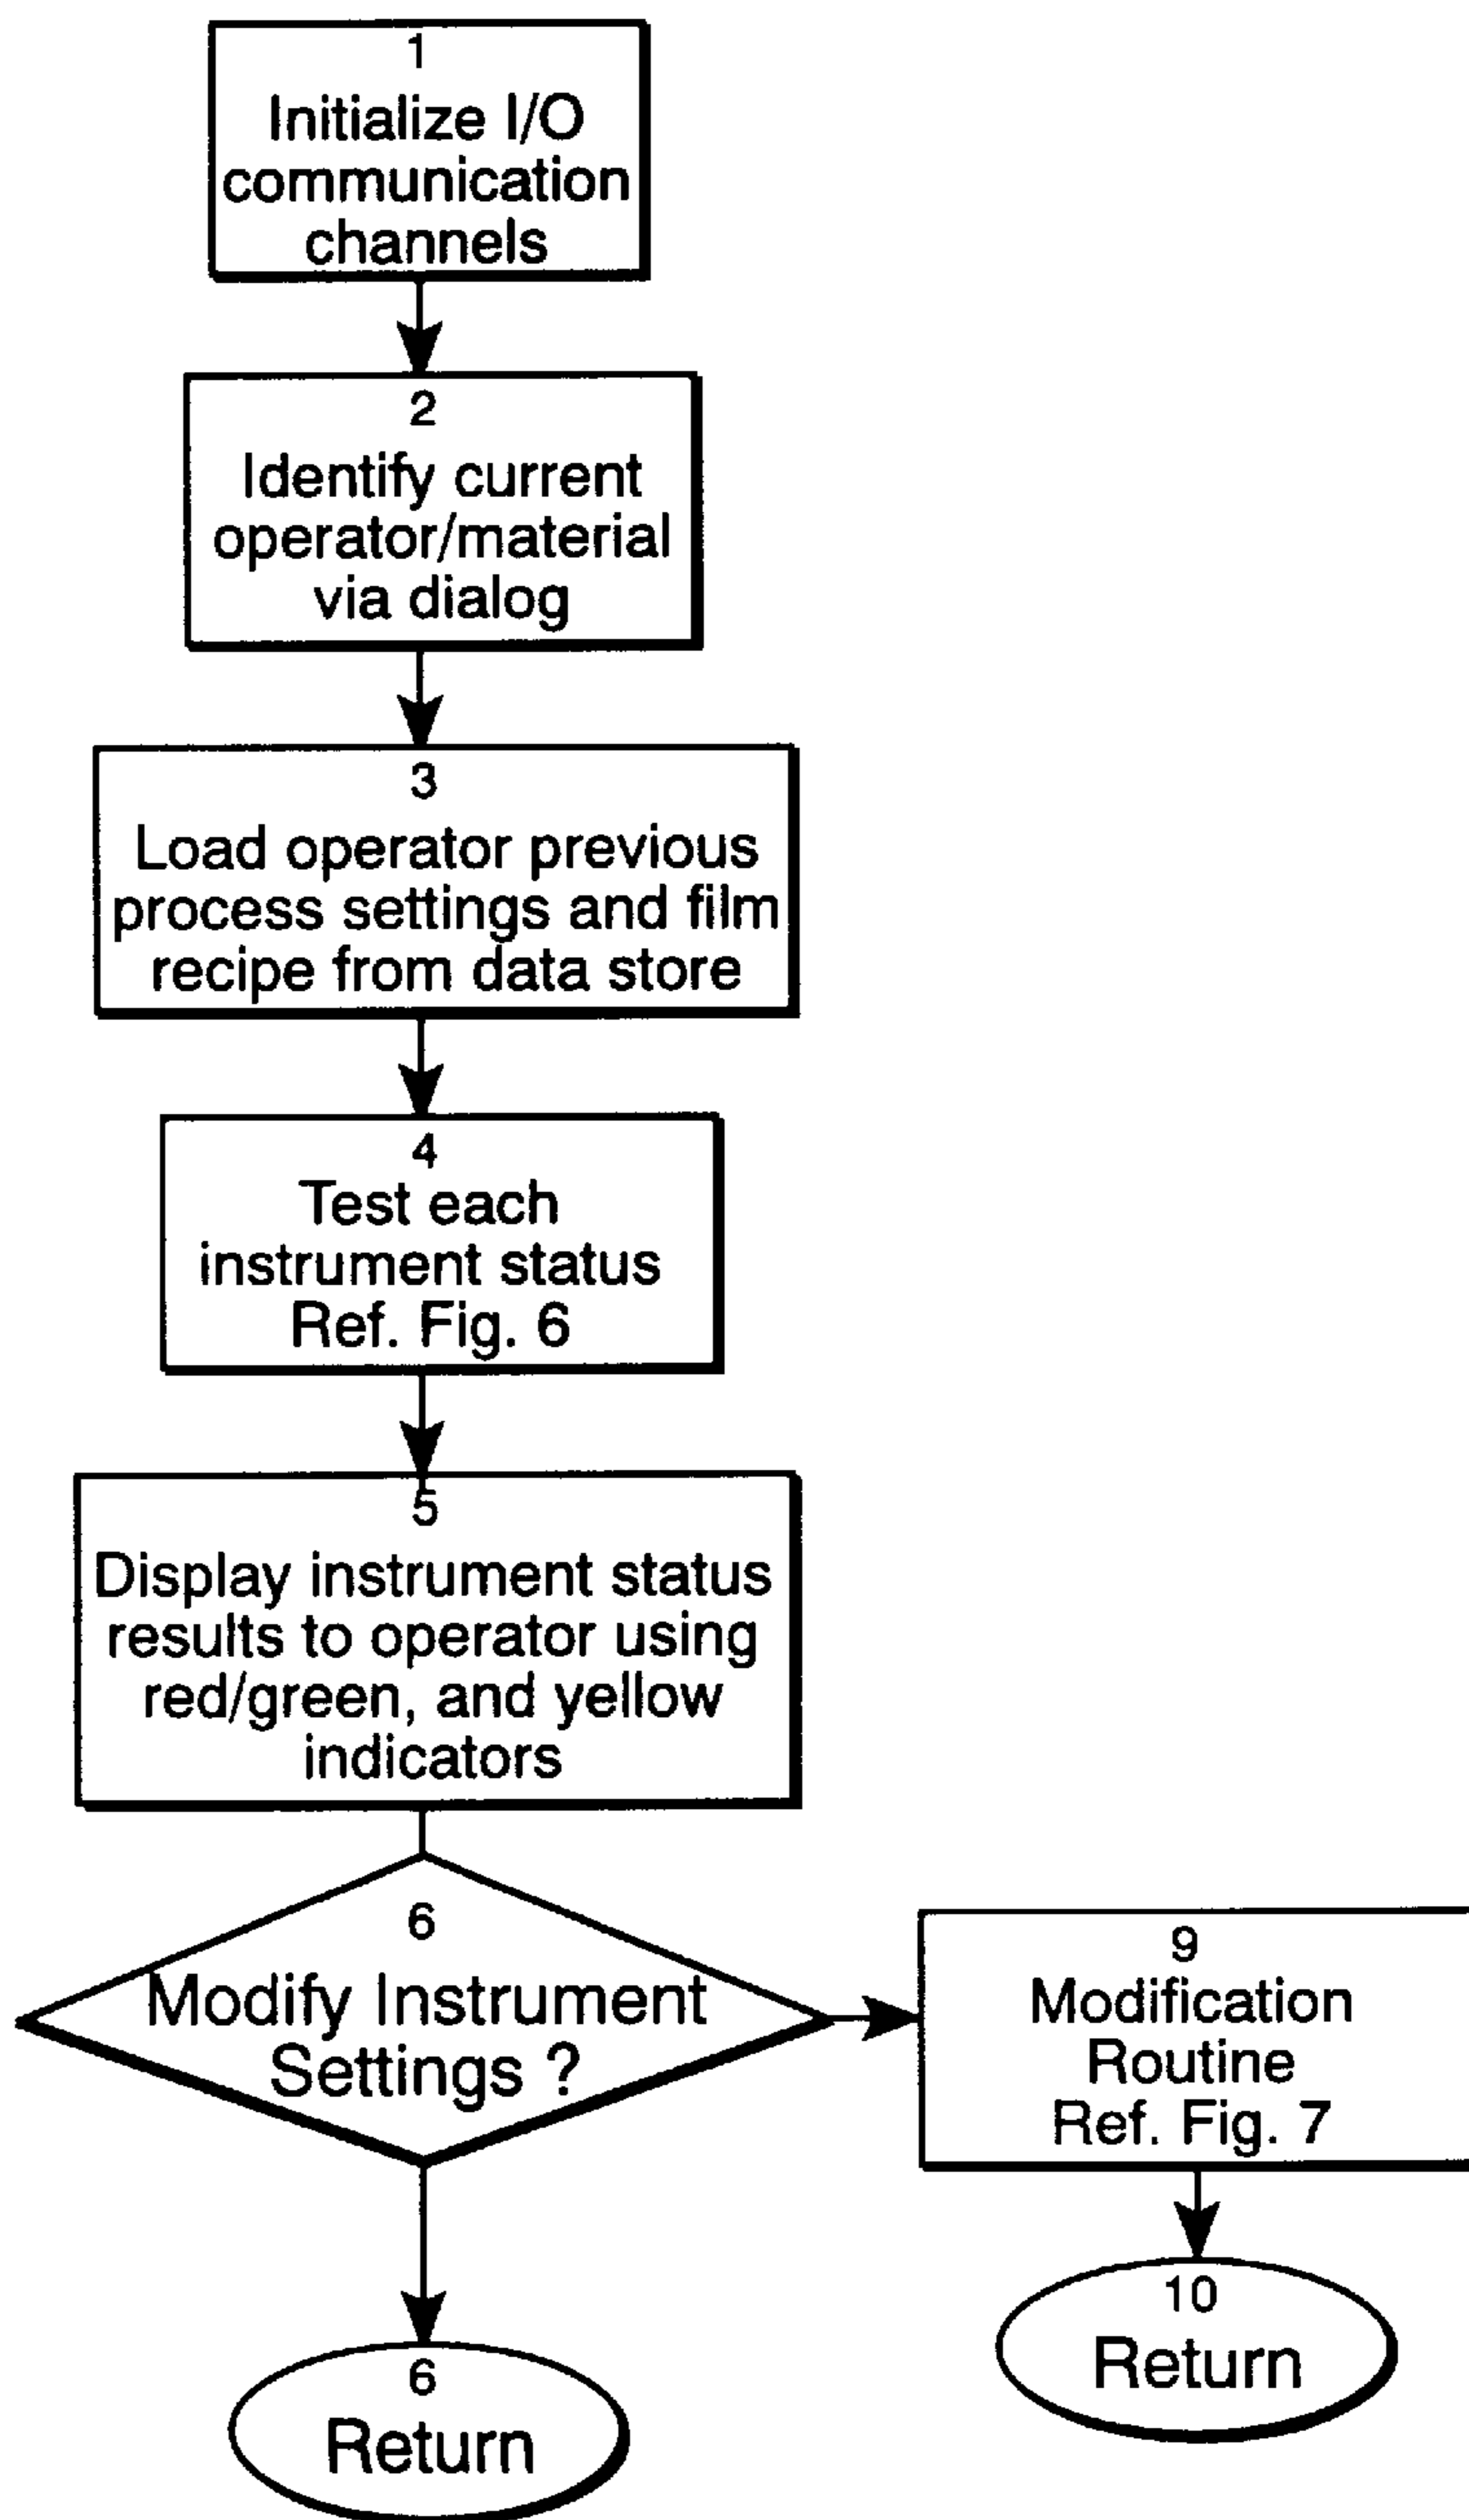 1
Initialize I/O
communication
channels
2
Identify current
operator/material
via dialog
3
Load operator previous
process settings and film
recipe from data store
4
Test each
instrument status
Ref. Fig. 6
5
Display instrument status
results to operator using
red/green, and yellow
indicators
6
Modify Instrument
Settings ?
9
Modification
Routine
Ref. Fig. 7
10
Return
6
Return